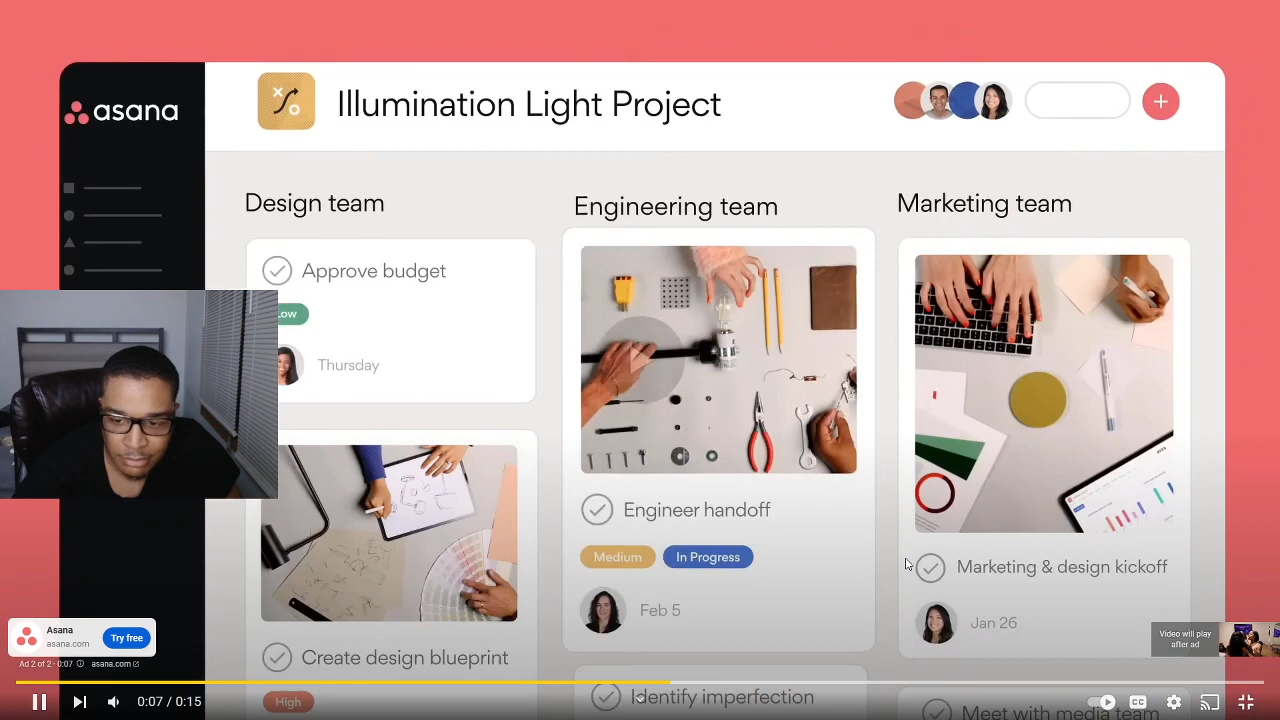 asana
Illumination Light Project
Design team
Engineering team
Marketing team
Approve budget
Low
Thursday
Engineer handoff
Medium
In Progress
Feb 5
Marketing & design kickoff
Jan 26
Create design blueprint
High
Identify imperfection
Meet with media team
Asana
asana.com
Try free
Ad 2 of 2 · 0:07
asana.com
Video will play
after ad
0:07 / 0:15
CC